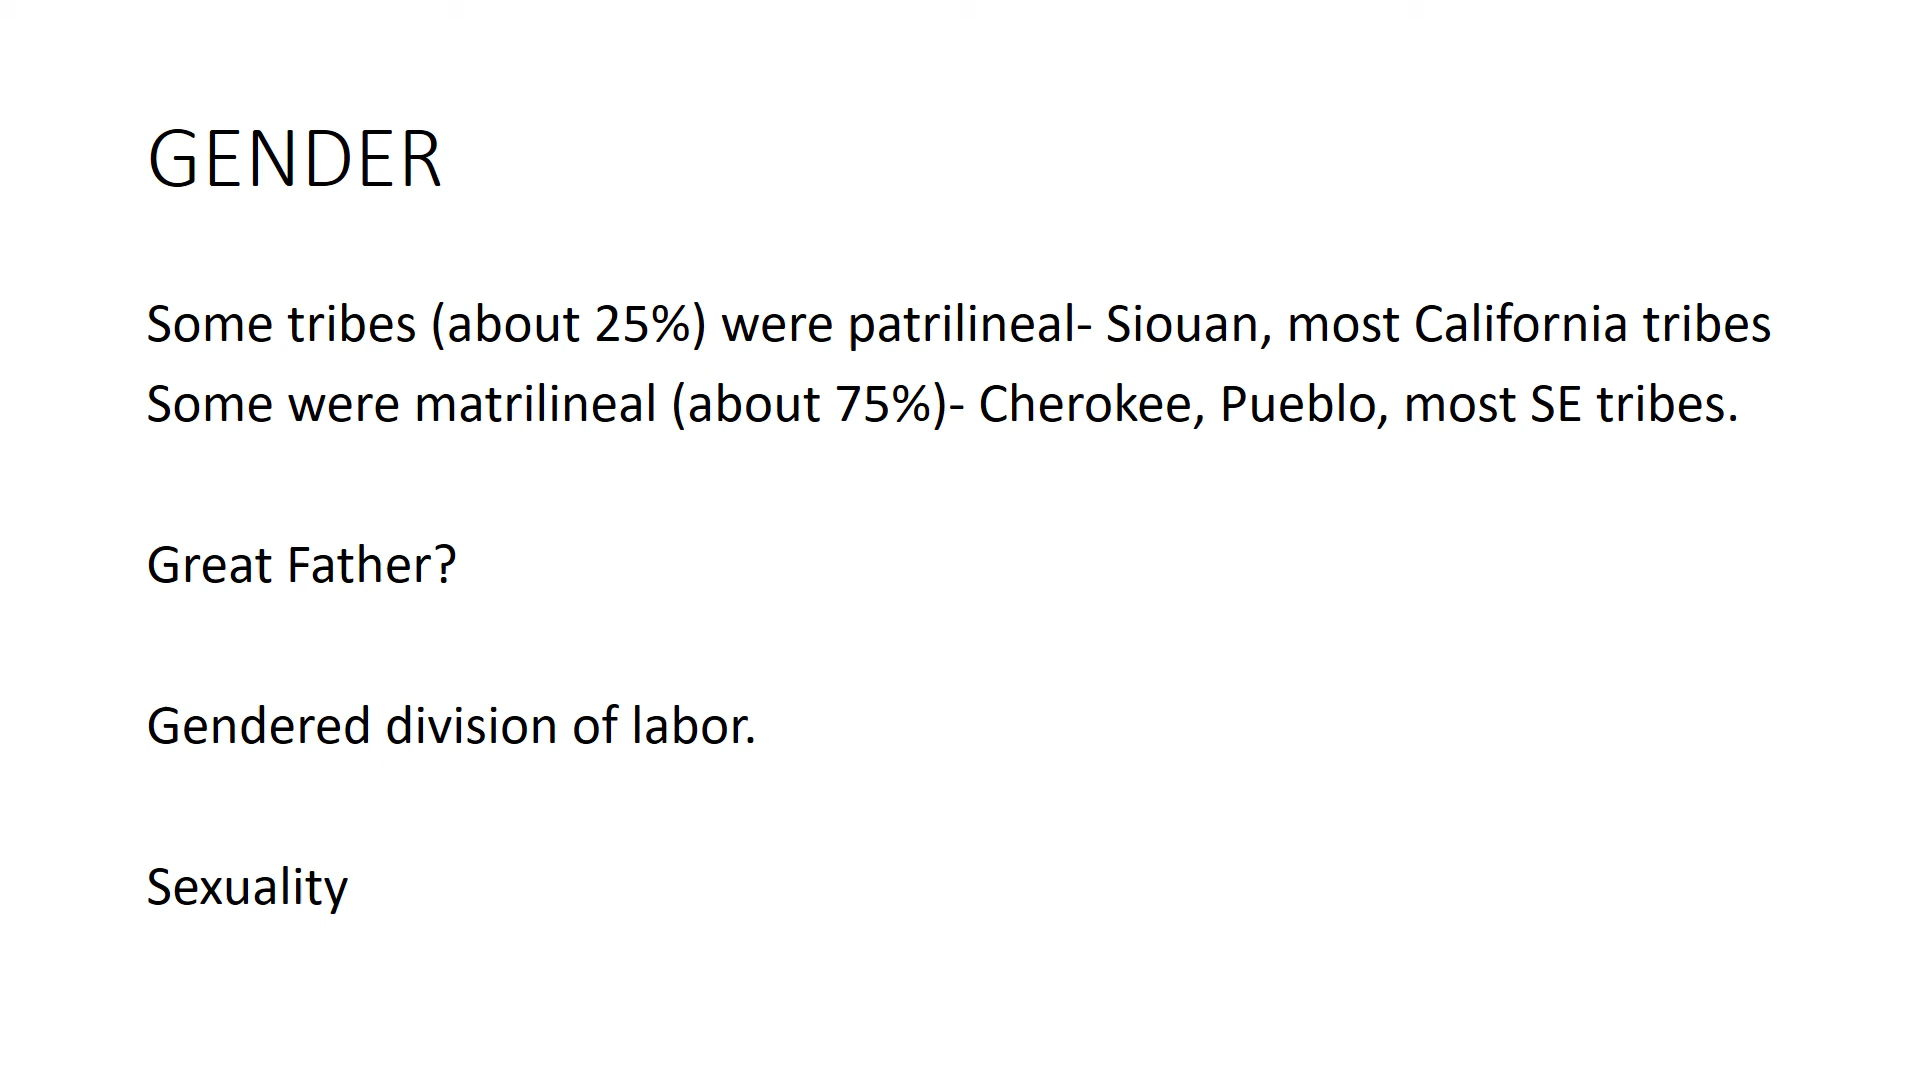 GENDER
Some tribes (about 25%) were patrilineal- Siouan, most California tribes
Some were matrilineal (about 75%)- Cherokee, Pueblo, most SE tribes.
Great Father?
Gendered division of labor.
Sexuality